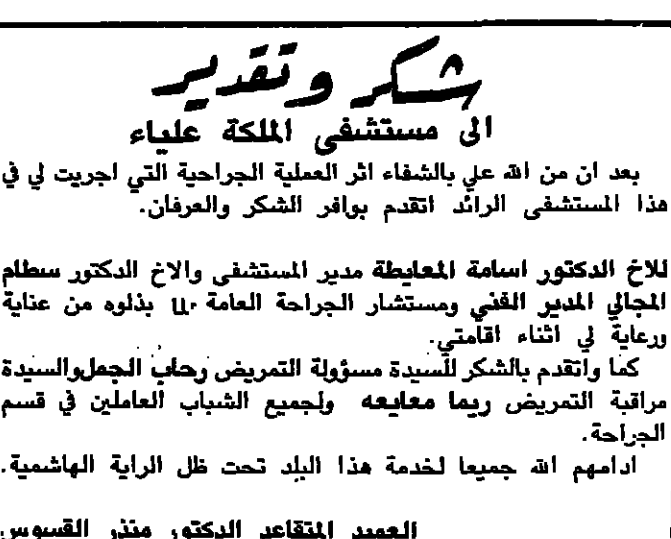 شكر وتقدير
الى مستشفى الملكة علياء
بعد ان من الله علي بالشفاء اثر العملية الجراحية التي اجريت لي في
هذا المستشفى الرائد اتقدم بوافر الشكر والعرفان.
للاخ الدكتور اسامة المعايطة مدير المستشفى والاخ الدكتور سطام
المجالي المدير الفني ومستشار الجراحة العامة لما بذلوه من عناية
ورعاية لي اثناء اقامتي.
كما واتقدم بالشكر للسيدة مسؤولة التمريض رحاب الجمل والسيدة
مراقبة التمريض ريما معايعه ولجميع الشباب العاملين في قسم
الجراحة.
ادامهم الله جميعا لخدمة هذا البلد تحت ظل الراية الهاشمية.
العميد المتقاعد الدكتور منذر القسوس